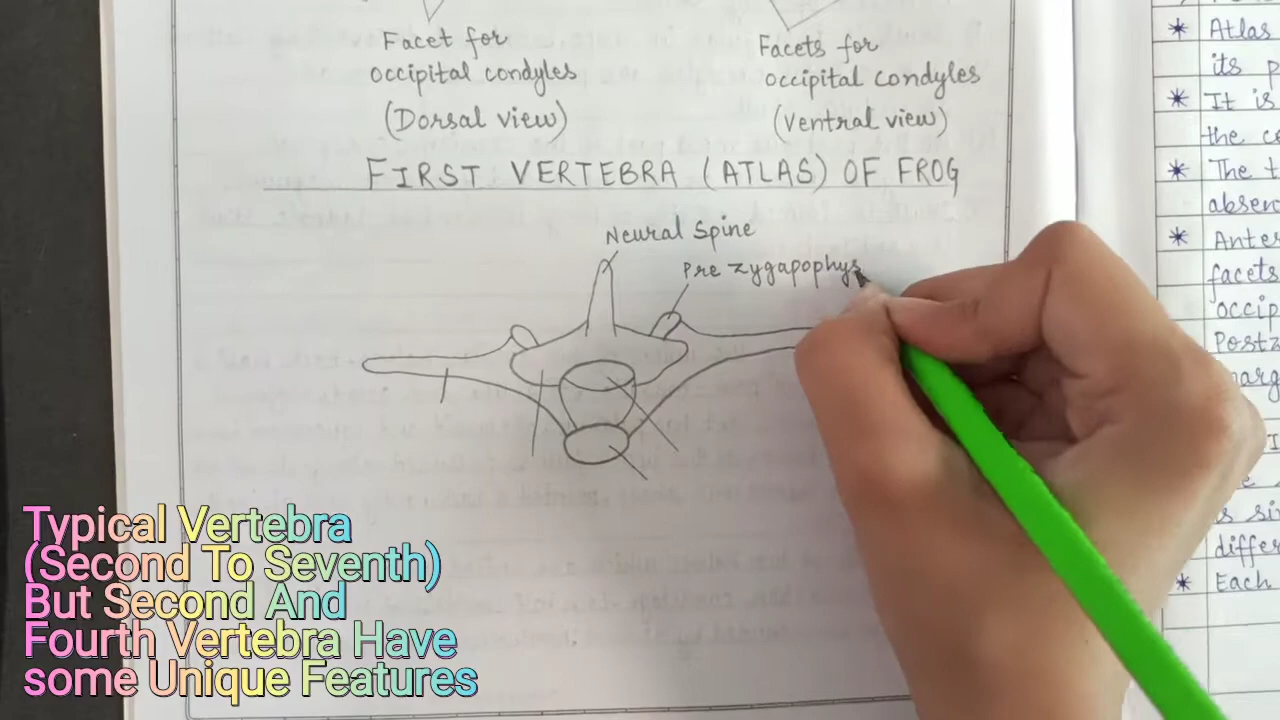 Facet for
occipital condyles
(Dorsal view)
Facets for
occipital condyles
(Ventral view)
FIRST VERTEBRA (ATLAS) OF FROG
Neural Spine
Pre zygapophys
Typical Vertebra
(Second To Seventh)
But Second And
Fourth Vertebra Have
some Unique Features
* Atlas
its p
* It is
the c
* The t
absen
* Anter
facets
occip
Postz
marg
I
is si
differ
* Each